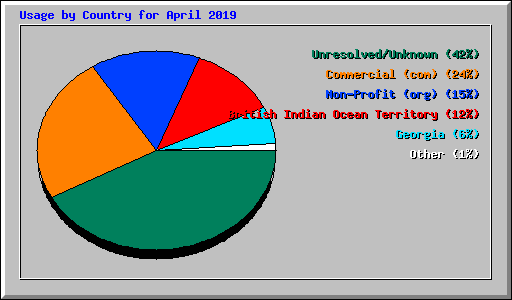 Usage by Country for April 2019
Unresolved/Unknown (42%)
Commercial (com) (24%)
Non-Profit (org) (15%)
British Indian Ocean Territory (12%)
Georgia (6%)
Other (1%)